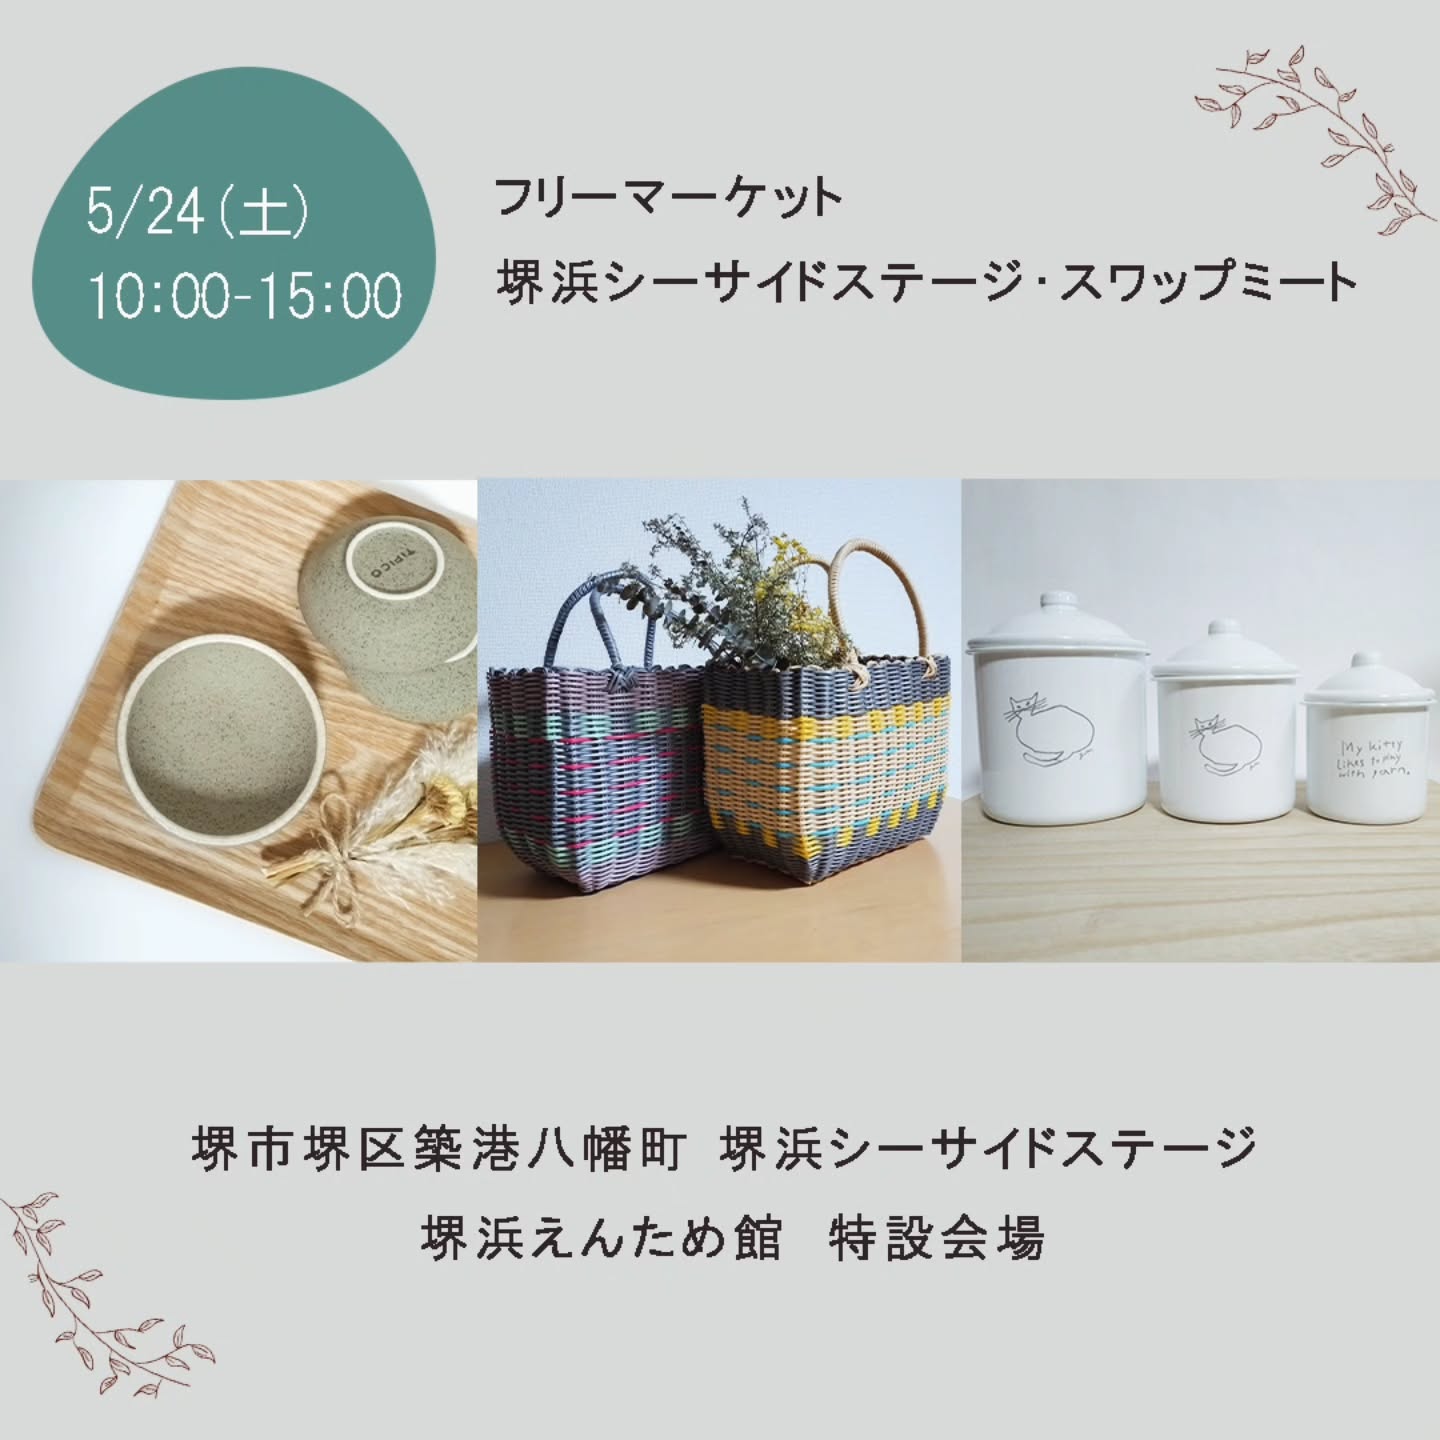 5/24(土)
10:00-15:00
フリーマーケット
堺浜シーサイドステージ・スワップミート
TIPICO
My kitty
likes to play
with yarn.
堺市堺区築港八幡町 堺浜シーサイドステージ
堺浜えんため館 特設会場